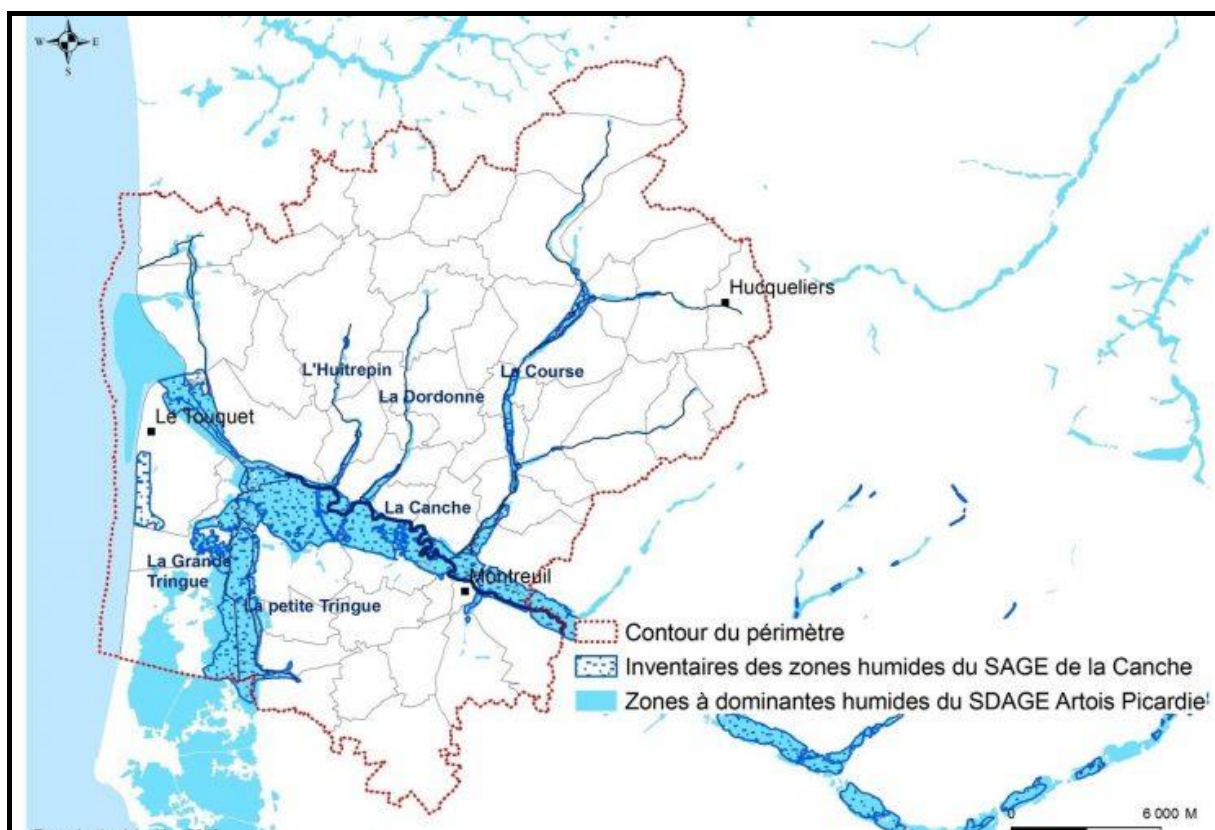 N
W E
S
Hucqueliers
L'Huitrepin
La Course
La Dordonne
Le Touquet
La Canche
La Grande
Tringue
Montreuil
La petite Tringue
Contour du périmètre
Inventaires des zones humides du SAGE de la Canche
Zones à dominantes humides du SDAGE Artois Picardie
0 6 000 M